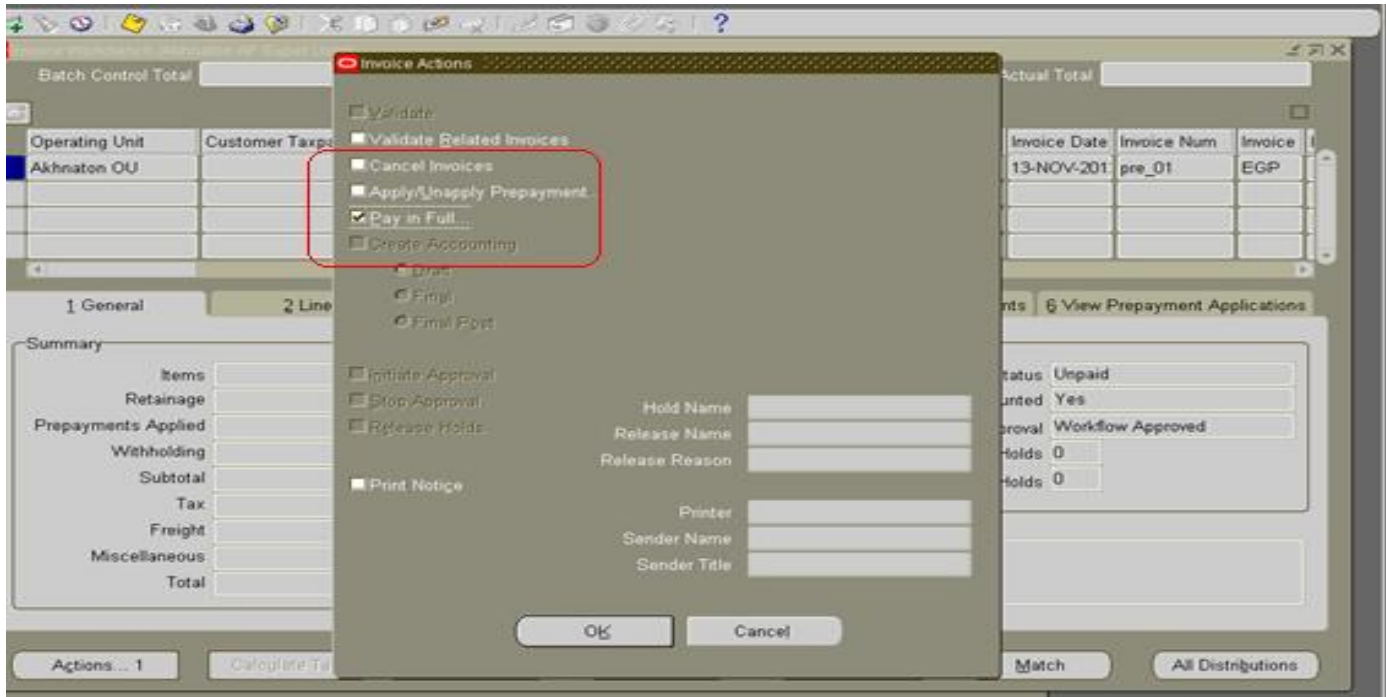 ?
Batch Control Total
Actual Total
Invoice Actions
Validate
Validate Related Invoices
Cancel Invoices
Apply/Unapply Prepayment
Pay in Full...
Create Accounting
Draft
Final
Final Post
Initiate Approval
Stop Approval
Release Holds
Hold Name
Release Name
Release Reason
Print Notice
Printer
Sender Name
Sender Title
OK Cancel
Operating Unit Customer Taxpa Invoice Date Invoice Num Invoice
Akhnaton OU 13-NOV-201 pre_01 EGP
1 General 2 Line nts 6 View Prepayment Applications
Summary
Items
Retainage
Prepayments Applied
Withholding
Subtotal
Tax
Freight
Miscellaneous
Total
tatus Unpaid
unted Yes
proval Workflow Approved
Holds 0
Holds 0
Actions... 1 Calculate Ta Match All Distributions